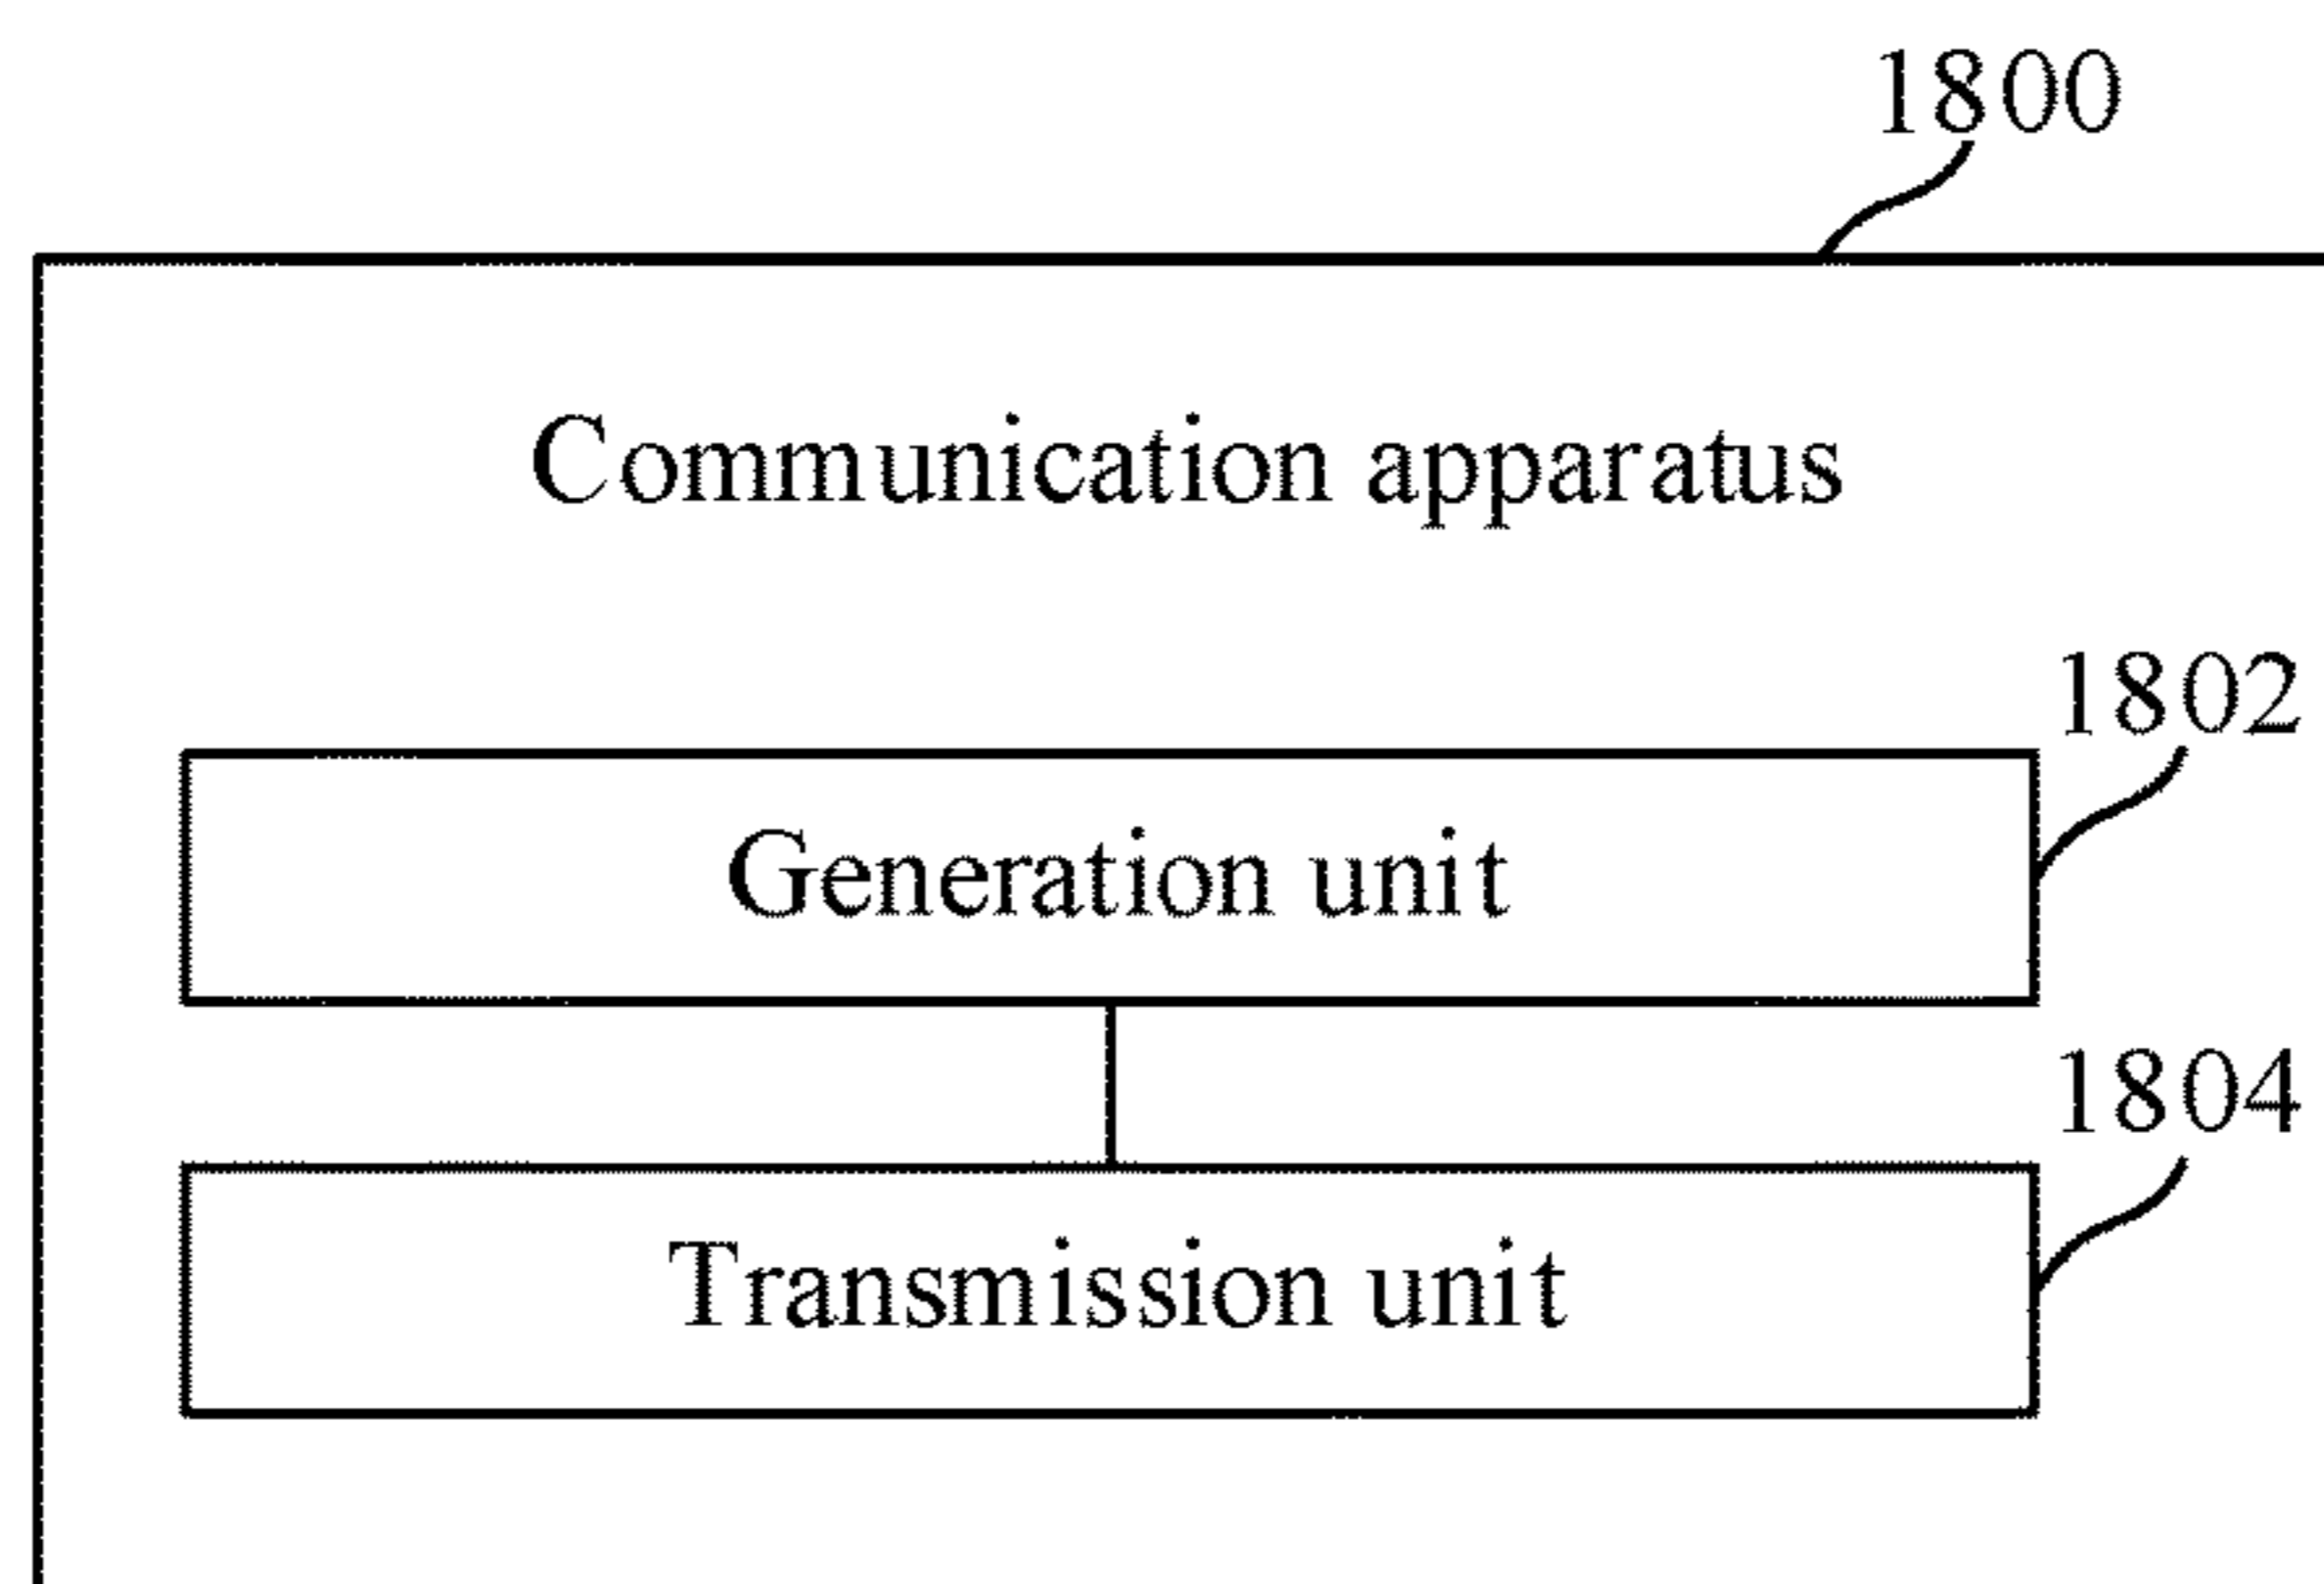 1800
Communication apparatus
1802
Generation unit
1804
Transmission unit